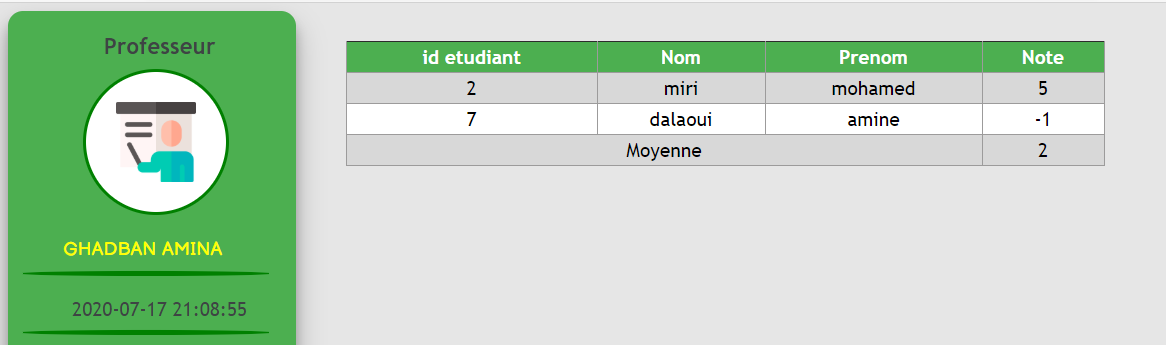 Professeur
GHADBAN AMINA
2020-07-17 21:08:55
id etudiant Nom Prenom Note
2 miri mohamed 5
7 dalaoui amine -1
Moyenne 2